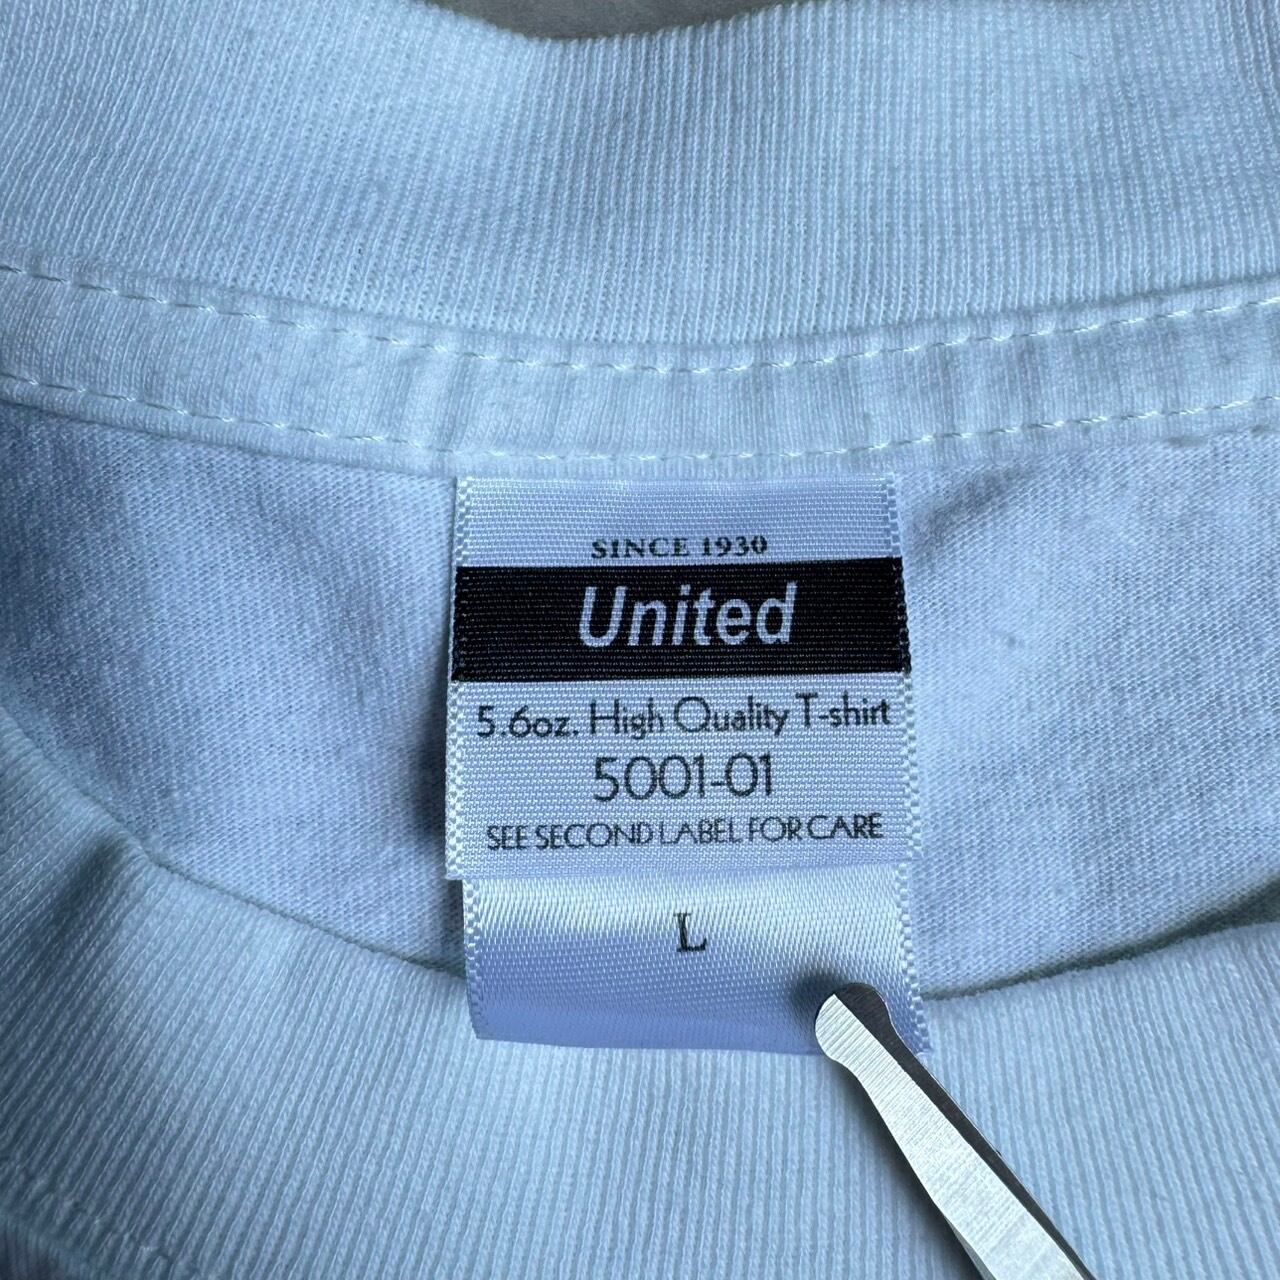 SINCE 1930
United
5.6oz. High Quality T-shirt
5001-01
SEE SECOND LABEL FOR CARE
L